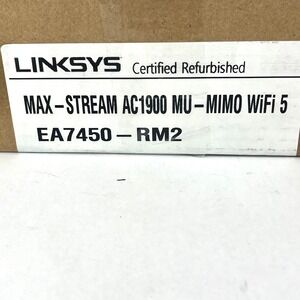 LINKSYS Certified Refurbished
MAX-STREAM AC1900 MU-MIMO WiFi 5
EA7450-RM2